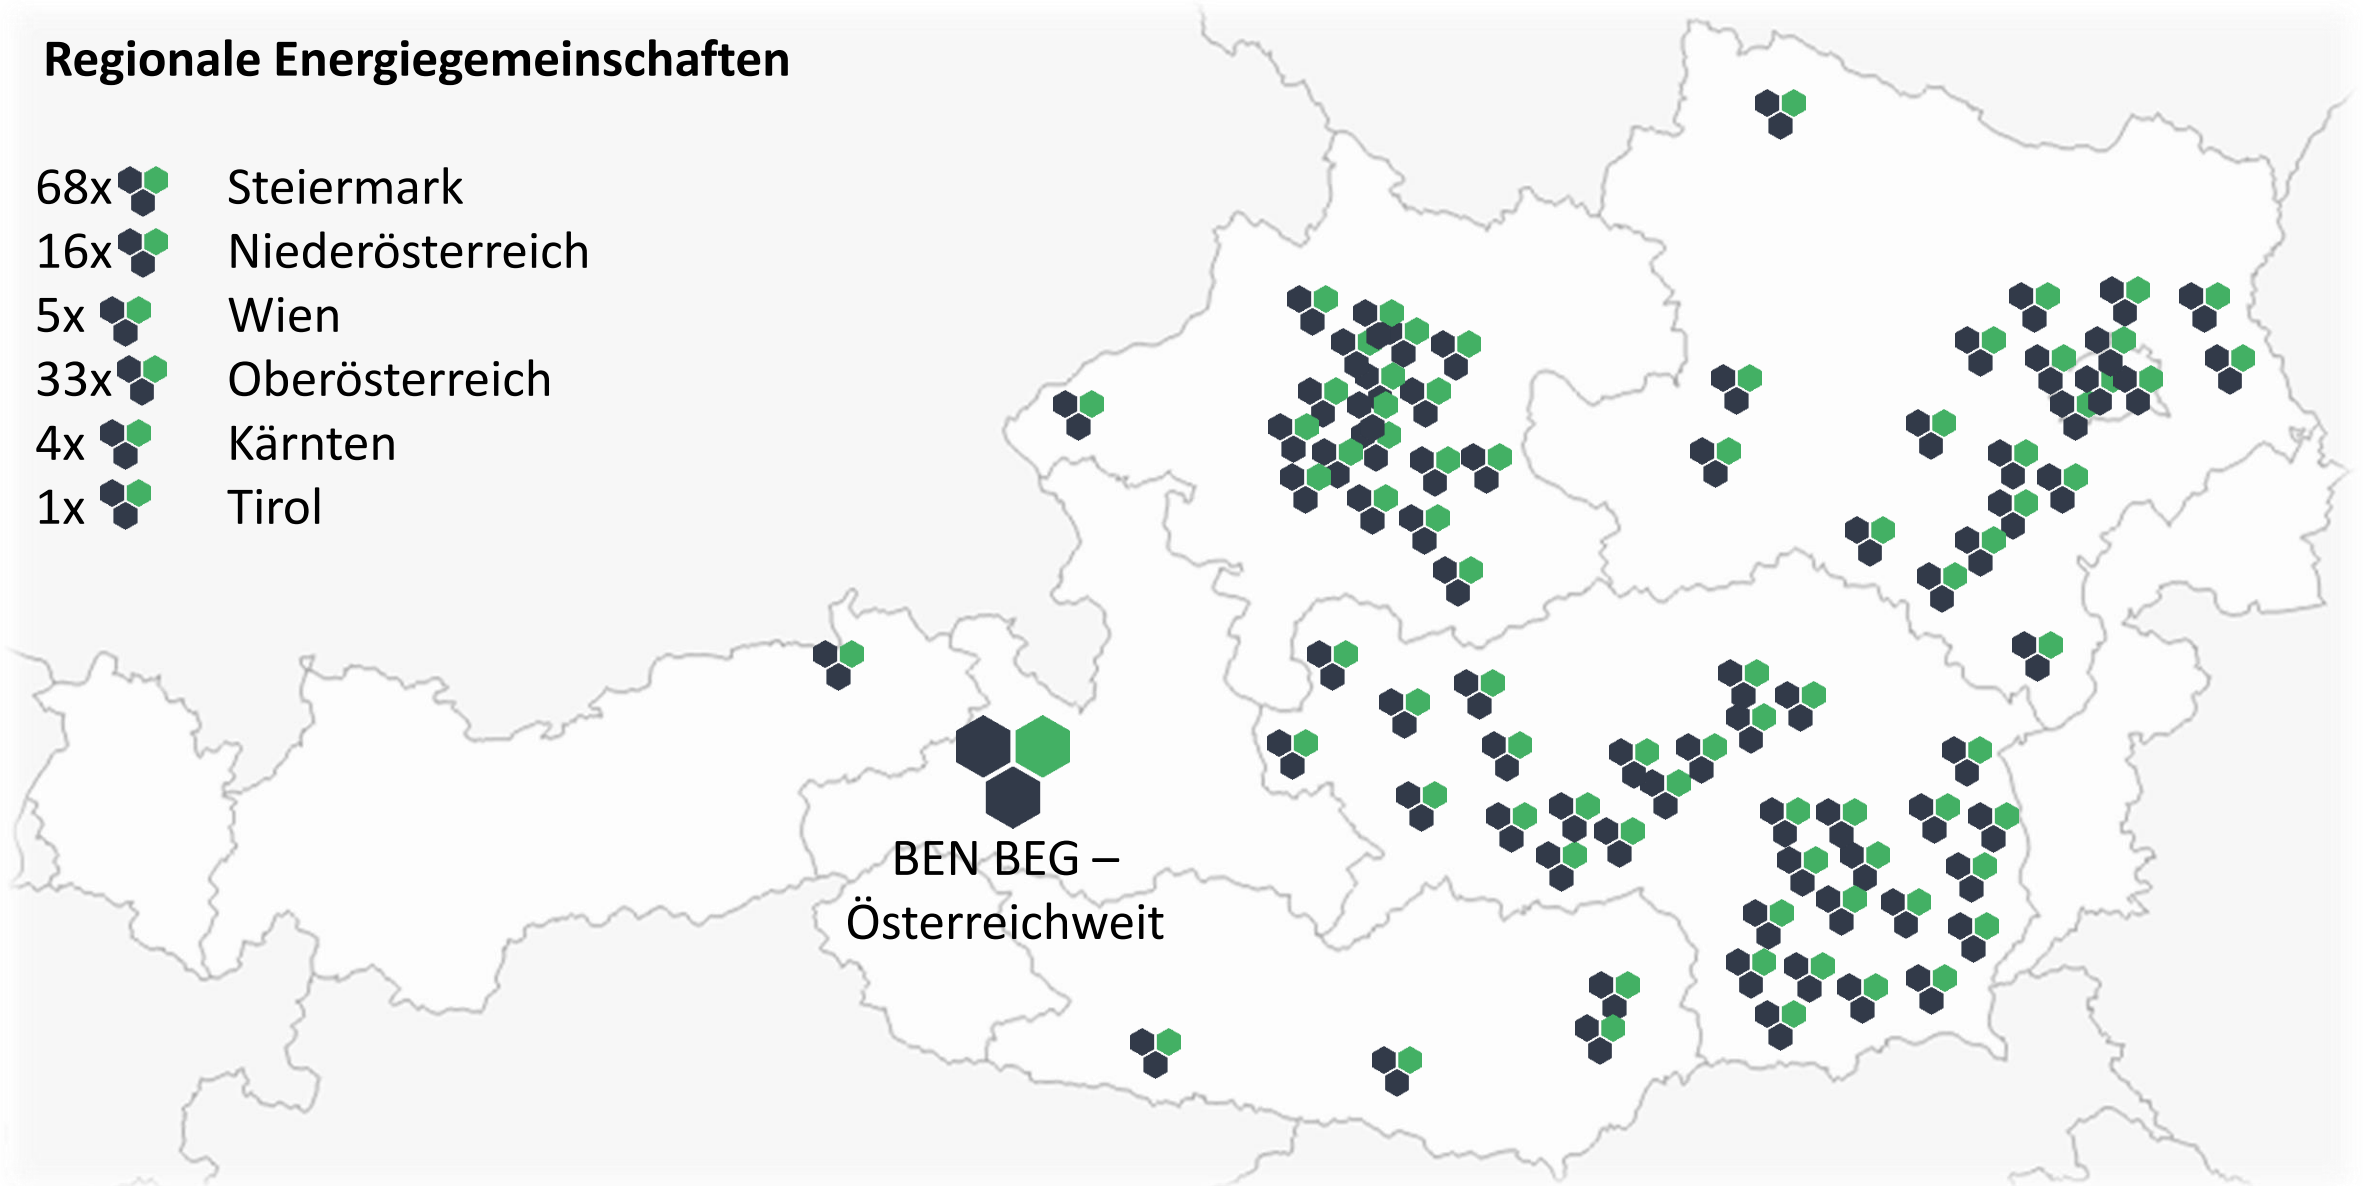 Regionale Energiegemeinschaften
68x Steiermark
16x Niederösterreich
5x Wien
33x Oberösterreich
4x Kärnten
1x Tirol
BEN BEG –
Österreichweit